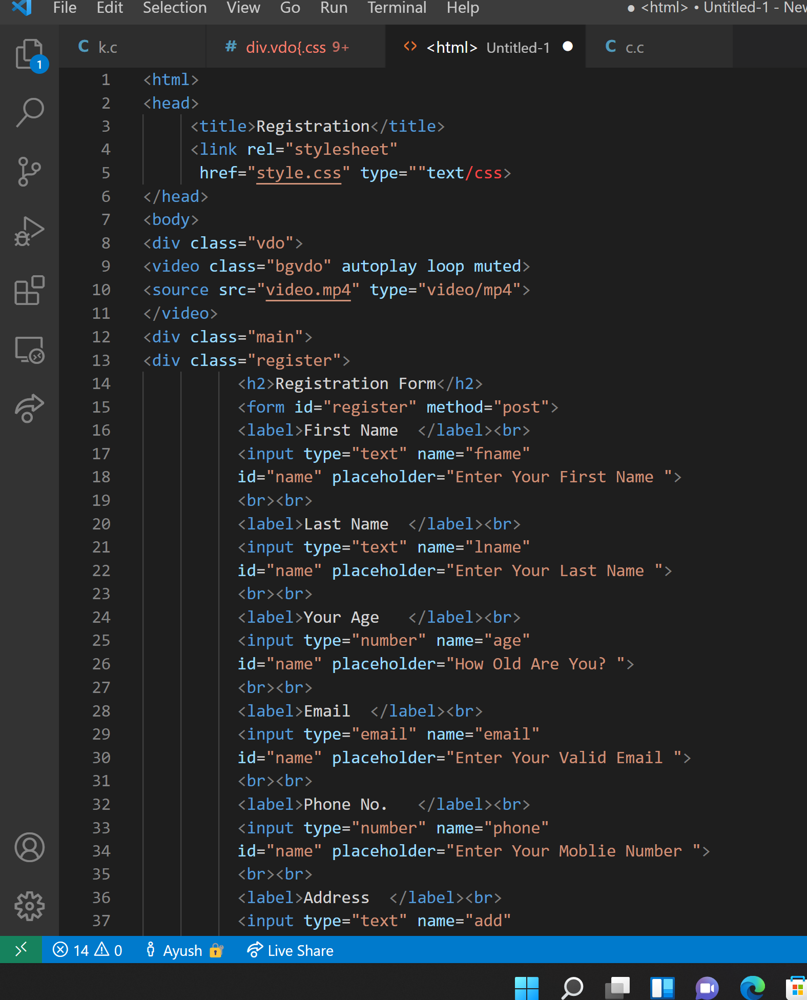 File Edit Selection View Go Run Terminal Help ● <html> • Untitled-1 - New
C k.c # div.vdo{.css 9+ <> <html> Untitled-1 ● C c.c
1
1 <html>
2 <head>
3 <title>Registration</title>
4 <link rel="stylesheet"
5 href="style.css" type=""text/css>
6 </head>
7 <body>
8 <div class="vdo">
9 <video class="bgvdo" autoplay loop muted>
10 <source src="video.mp4" type="video/mp4">
11 </video>
12 <div class="main">
13 <div class="register">
14 <h2>Registration Form</h2>
15 <form id="register" method="post">
16 <label>First Name  </label><br>
17 <input type="text" name="fname"
18 id="name" placeholder="Enter Your First Name ">
19 <br><br>
20 <label>Last Name  </label><br>
21 <input type="text" name="lname"
22 id="name" placeholder="Enter Your Last Name ">
23 <br><br>
24 <label>Your Age   </label><br>
25 <input type="number" name="age"
26 id="name" placeholder="How Old Are You? ">
27 <br><br>
28 <label>Email  </label><br>
29 <input type="email" name="email"
30 id="name" placeholder="Enter Your Valid Email ">
31 <br><br>
32 <label>Phone No.   </label><br>
33 <input type="number" name="phone"
34 id="name" placeholder="Enter Your Moblie Number ">
35 <br><br>
36 <label>Address  </label><br>
37 <input type="text" name="add"
14 0 Ayush Live Share